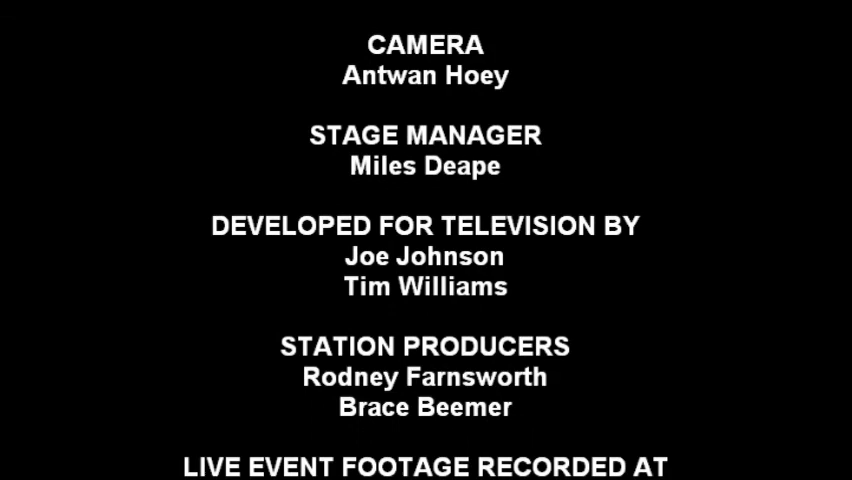 CAMERA
Antwan Hoey
STAGE MANAGER
Miles Deape
DEVELOPED FOR TELEVISION BY
Joe Johnson
Tim Williams
STATION PRODUCERS
Rodney Farnsworth
Brace Beemer
LIVE EVENT FOOTAGE RECORDED AT